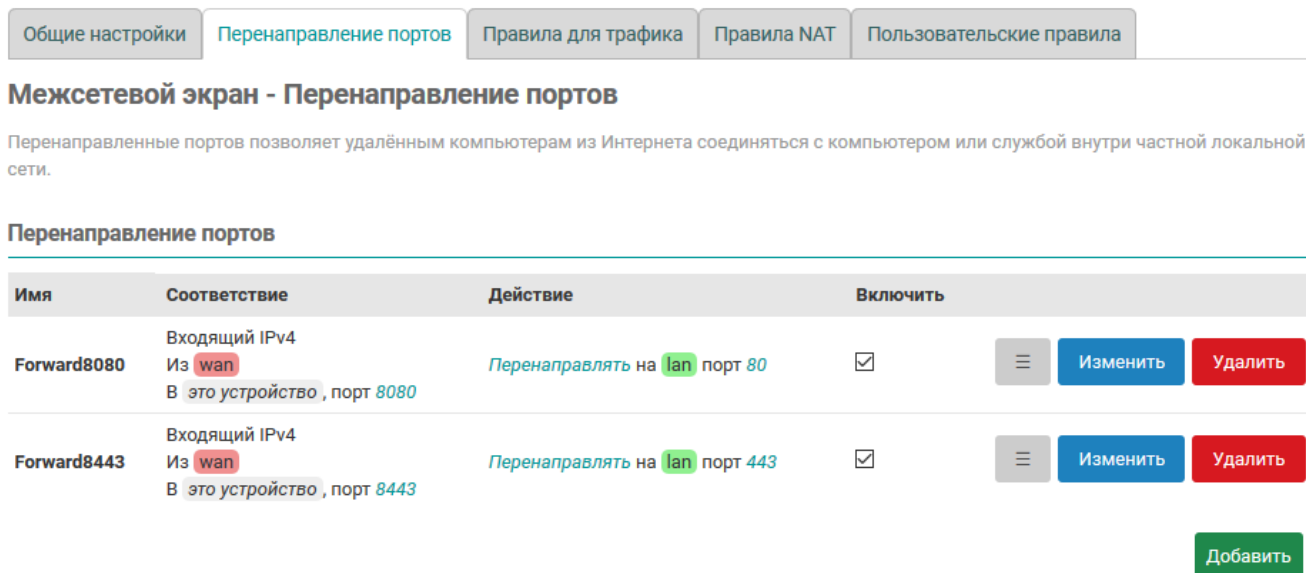 Общие настройки
Перенаправление портов
Правила для трафика
Правила NAT
Пользовательские правила
Межсетевой экран - Перенаправление портов
Перенаправленные портов позволяет удалённым компьютерам из Интернета соединяться с компьютером или службой внутри частной локальной
сети.
Перенаправление портов
Имя Соответствие Действие Включить
Входящий IPv4
Forward8080 Из wan Перенаправлять на lan порт 80 Изменить Удалить
В это устройство , порт 8080
Входящий IPv4
Forward8443 Из wan Перенаправлять на lan порт 443 Изменить Удалить
В это устройство , порт 8443
Добавить